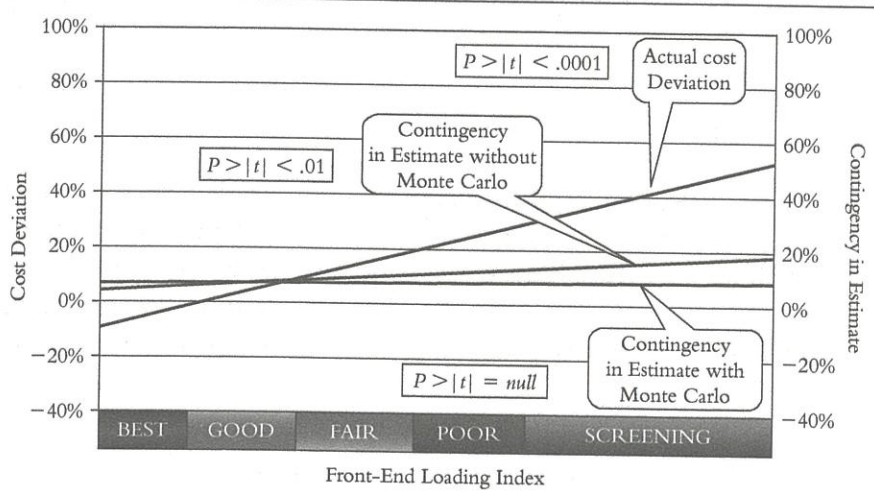 100%
80%
60%
40%
20%
0%
−20%
−40%
Cost Deviation
P > |t| < .0001
Actual cost
Deviation
Contingency
in Estimate without
Monte Carlo
P > |t| < .01
Contingency
in Estimate with
Monte Carlo
P > |t| = null
100%
80%
60%
40%
20%
0%
−20%
−40%
Contingency in Estimate
BEST GOOD FAIR POOR SCREENING
Front-End Loading Index